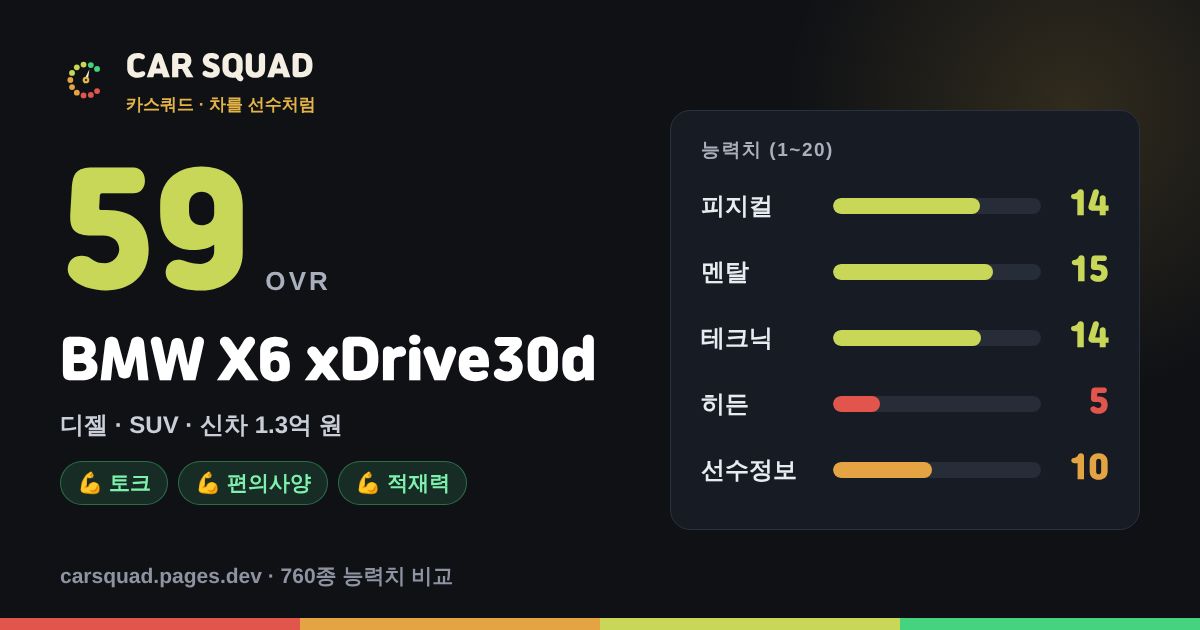 CAR SQUAD
카스쿼드 · 차를 선수처럼
59 OVR
BMW X6 xDrive30d
디젤 · SUV · 신차 1.3억 원
💪 토크 💪 편의사양 💪 적재력
carsquad.pages.dev · 760종 능력치 비교
능력치 (1~20)
피지컬 14
멘탈 15
테크닉 14
히든 5
선수정보 10